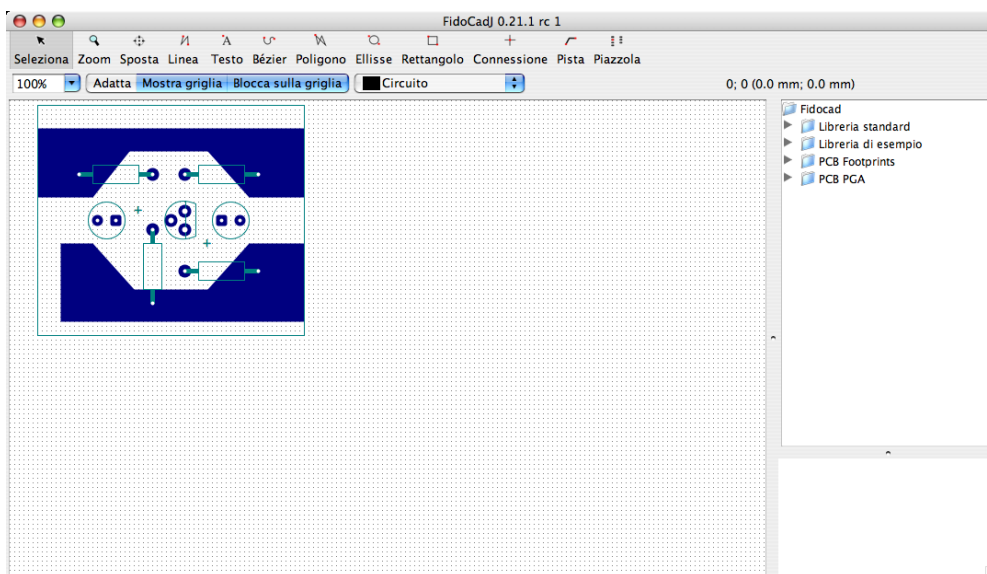 FidoCadJ 0.21.1 rc 1
Seleziona Zoom Sposta Linea Testo Bézier Poligono Ellisse Rettangolo Connessione Pista Piazzola
100% Adatta Mostra griglia Blocca sulla griglia Circuito 0; 0 (0.0 mm; 0.0 mm)
Fidocad
Libreria standard
Libreria di esempio
PCB Footprints
PCB PGA